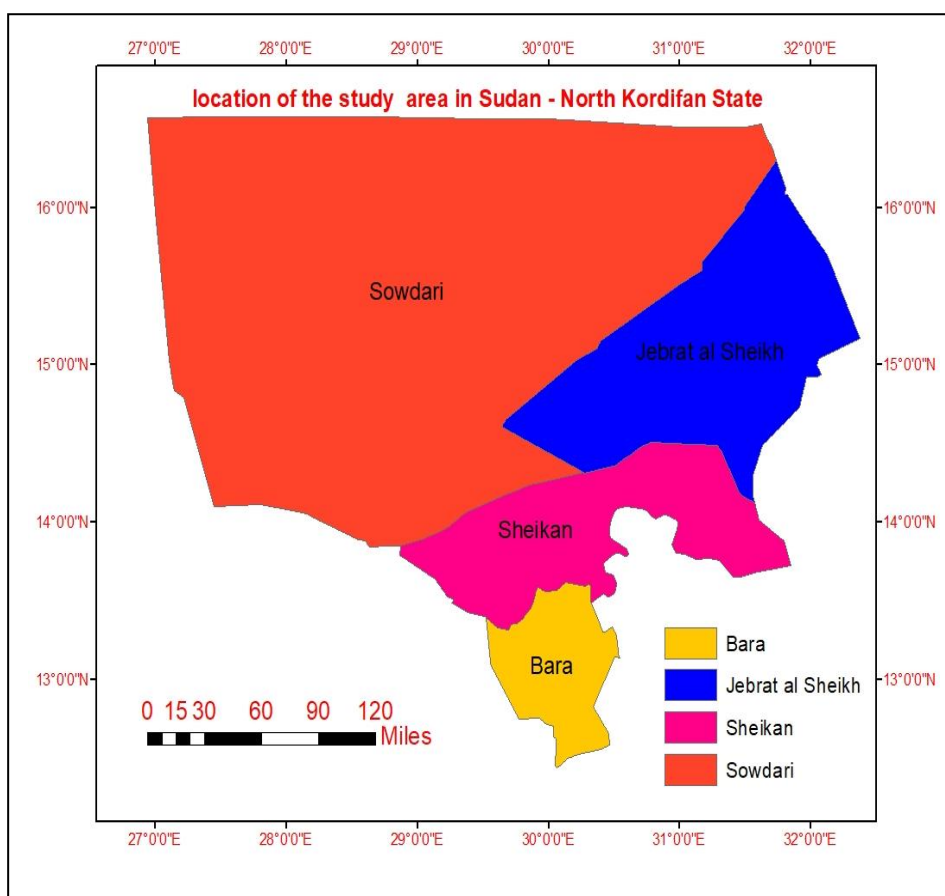 27°0'0"E 28°0'0"E 29°0'0"E 30°0'0"E 31°0'0"E 32°0'0"E
location of the study area in Sudan - North Kordifan State
16°0'0"N 16°0'0"N
Sowdari
Jebrat al Sheikh
15°0'0"N 15°0'0"N
14°0'0"N 14°0'0"N
Sheikan
Bara
13°0'0"N 13°0'0"N
Bara
Jebrat al Sheikh
Sheikan
Sowdari
0 15 30 60 90 120
Miles
27°0'0"E 28°0'0"E 29°0'0"E 30°0'0"E 31°0'0"E 32°0'0"E